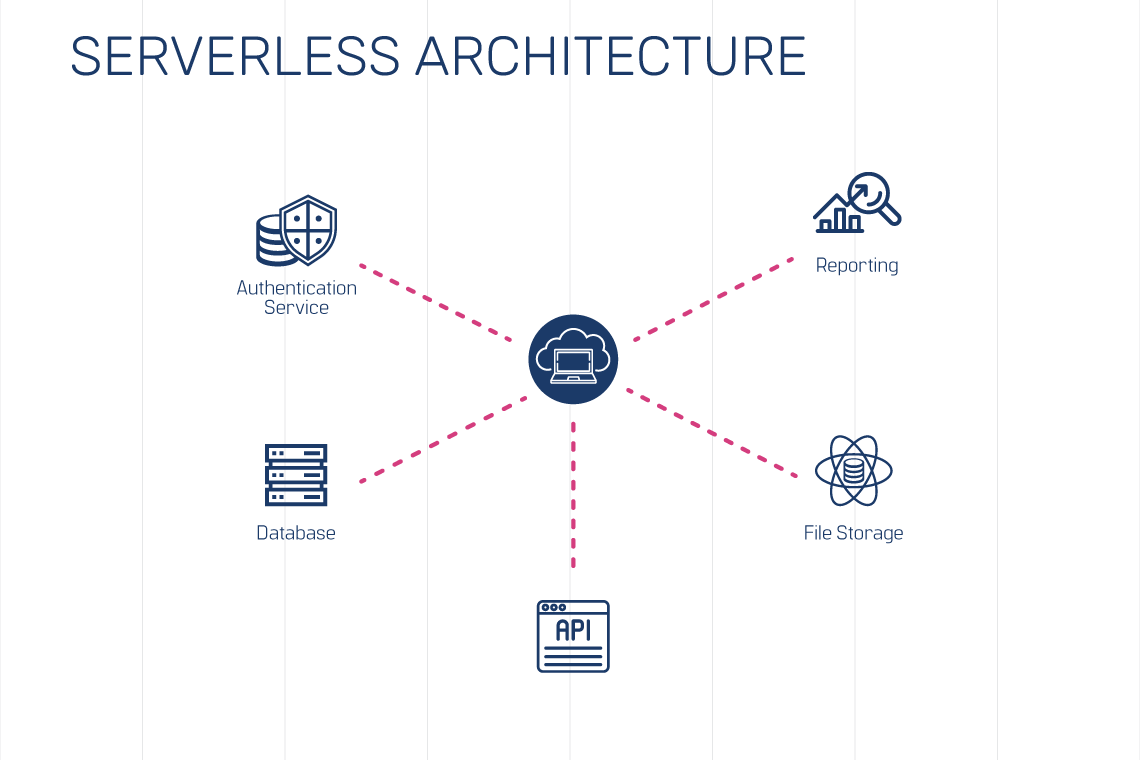 SERVERLESS ARCHITECTURE
Authentication
Service
Reporting
Database
File Storage
API